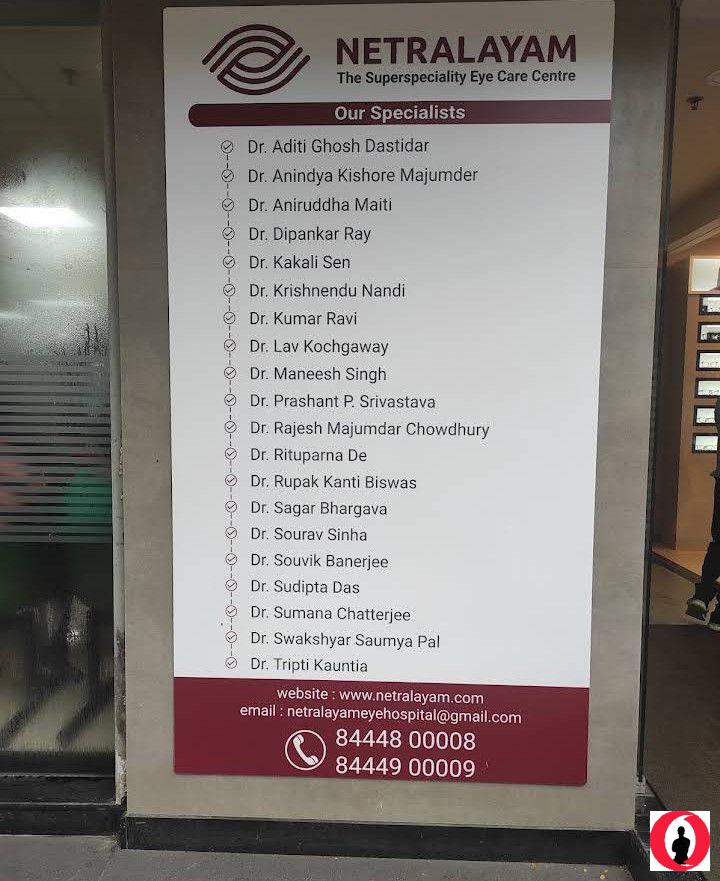 NETRALAYAM
The Superspeciality Eye Care Centre
Our Specialists
Dr. Aditi Ghosh Dastidar
Dr. Anindya Kishore Majumder
Dr. Aniruddha Maiti
Dr. Dipankar Ray
Dr. Kakali Sen
Dr. Krishnendu Nandi
Dr. Kumar Ravi
Dr. Lav Kochgaway
Dr. Maneesh Singh
Dr. Prashant P. Srivastava
Dr. Rajesh Majumdar Chowdhury
Dr. Rituparna De
Dr. Rupak Kanti Biswas
Dr. Sagar Bhargava
Dr. Sourav Sinha
Dr. Souvik Banerjee
Dr. Sudipta Das
Dr. Sumana Chatterjee
Dr. Swakshyar Saumya Pal
Dr. Tripti Kauntia
website : www.netralayam.com
email : netralayameyehospital@gmail.com
84448 00008
84449 00009